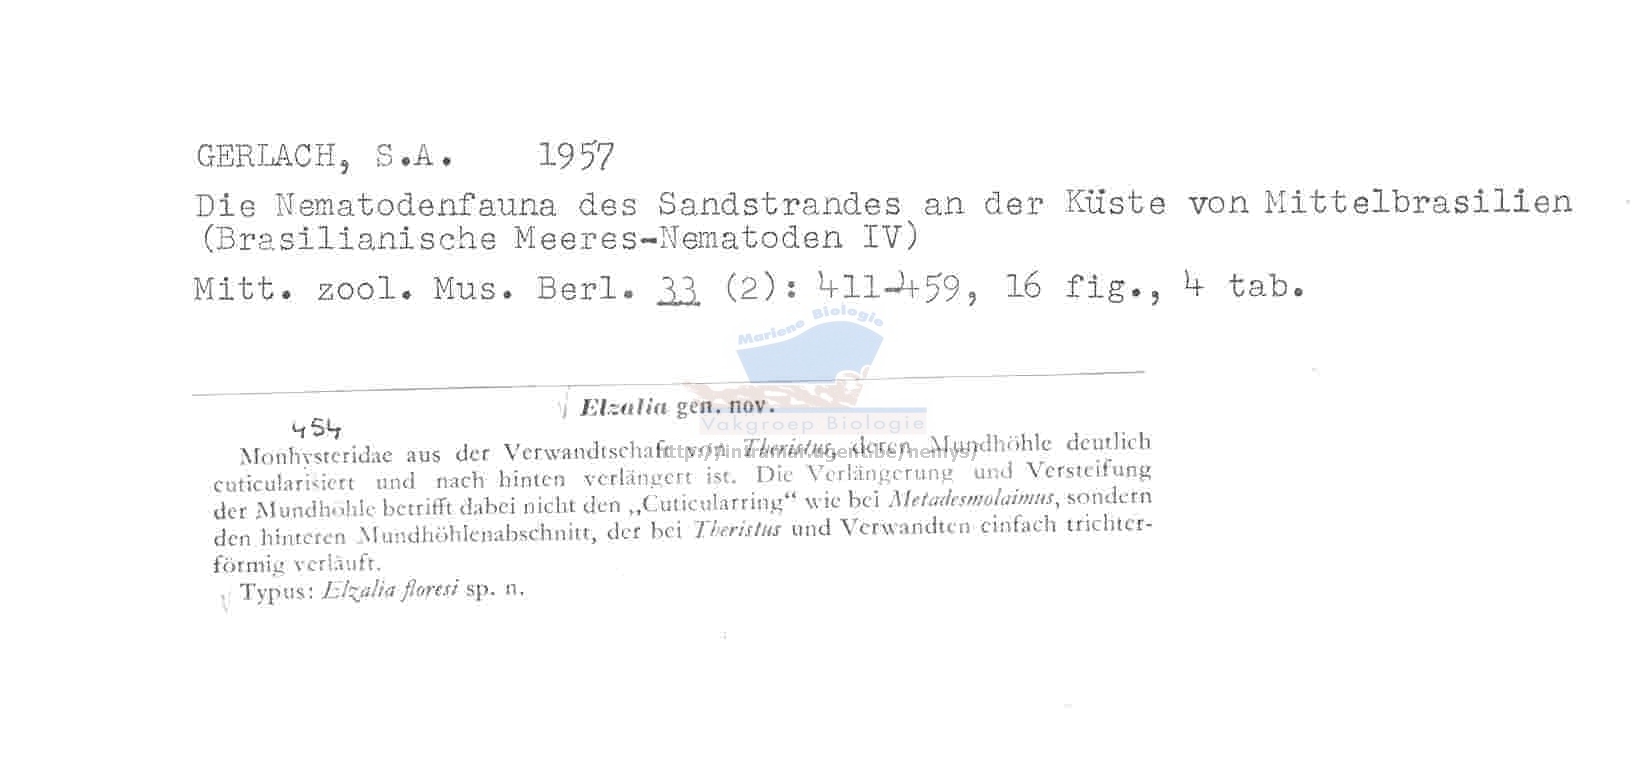 GERLACH, S.A. 1957
Die Nematodenfauna des Sandstrandes an der Küste von Mittelbrasilien
(Brasilianische Meeres-Nematoden IV)
Mitt. zool. Mus. Berl. 33 (2): 411-459, 16 fig., 4 tab.
Mariene Biologie
Elzalia gen. nov.
Vakgroep Biologie
454
Monhysteridae aus der Verwandtschaft von Theristus, deren Mundhöhle deutlich
cuticularisiert und nach hinten verlängert ist. Die Verlängerung und Versteifung
der Mundhöhle betrifft dabei nicht den „Cuticularring“ wie bei Metadesmolaimus, sondern
den hinteren Mundhöhlenabschnitt, der bei Theristus und Verwandten einfach trichter-
förmig verläuft.
Typus: Elzalia floresi sp. n.